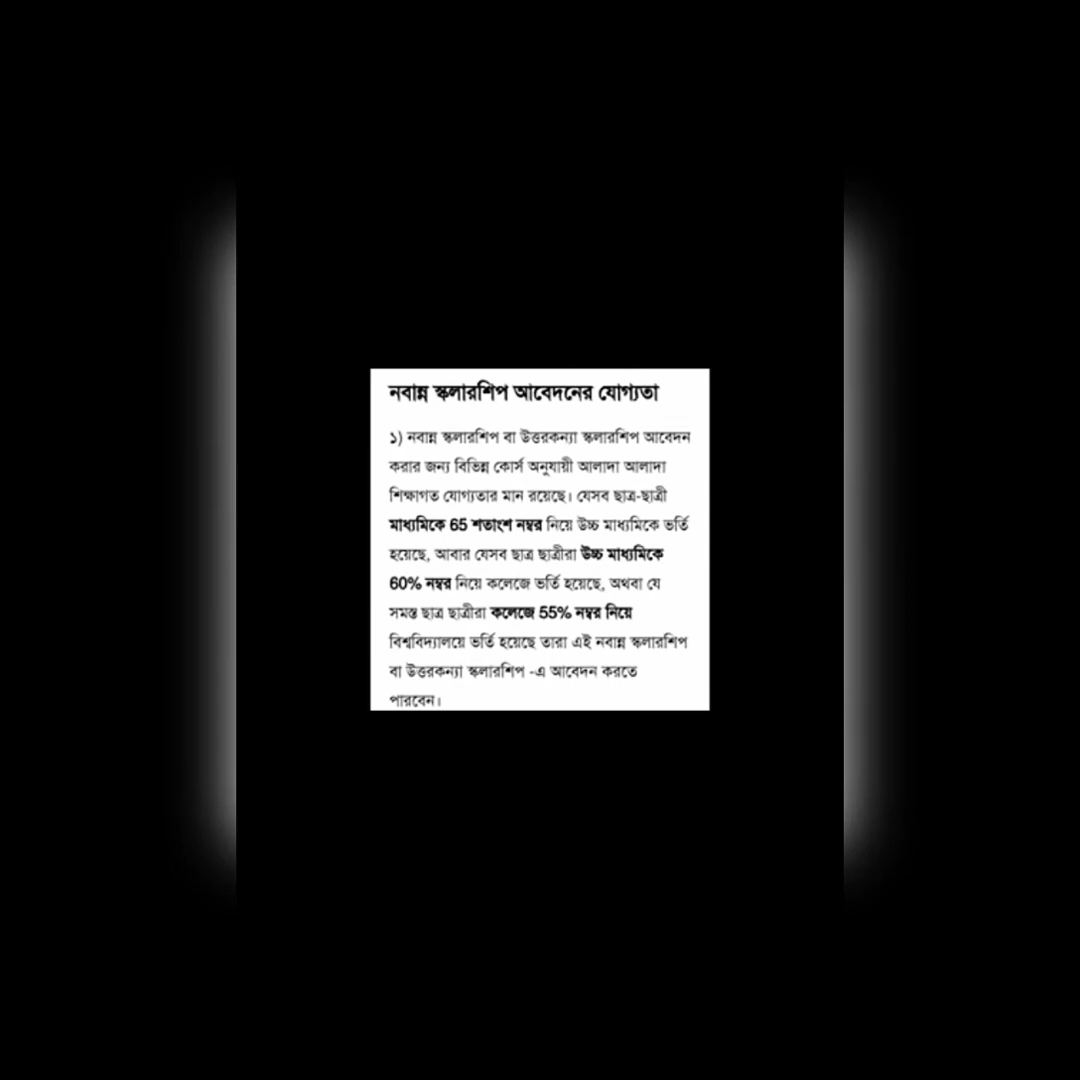 নবান্ন স্কলারশিপ আবেদনের যোগ্যতা
১) নবান্ন স্কলারশিপ বা উত্তরকন্যা স্কলারশিপ আবেদন
করার জন্য বিভিন্ন কোর্স অনুযায়ী আলাদা আলাদা
শিক্ষাগত যোগ্যতার মান রয়েছে। যেসব ছাত্র-ছাত্রী
মাধ্যমিকে 65 শতাংশ নম্বর নিয়ে উচ্চ মাধ্যমিকে ভর্তি
হয়েছে, আবার যেসব ছাত্র ছাত্রীরা উচ্চ মাধ্যমিকে
60% নম্বর নিয়ে কলেজে ভর্তি হয়েছে, অথবা যে
সমস্ত ছাত্র ছাত্রীরা কলেজে 55% নম্বর নিয়ে
বিশ্ববিদ্যালয়ে ভর্তি হয়েছে তারা এই নবান্ন স্কলারশিপ
বা উত্তরকন্যা স্কলারশিপ -এ আবেদন করতে
পারবেন।